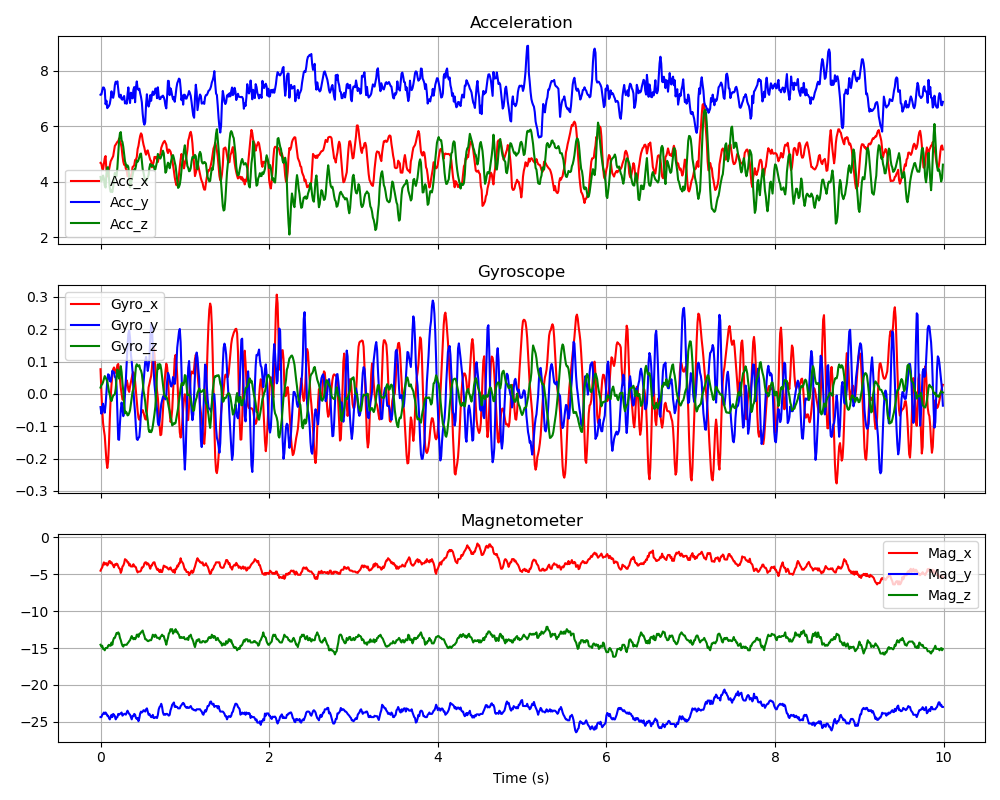 Acceleration
8
6
4
2
Acc_x
Acc_y
Acc_z
Gyroscope
0.3
0.2
0.1
0.0
−0.1
−0.2
−0.3
Gyro_x
Gyro_y
Gyro_z
Magnetometer
0
−5
−10
−15
−20
−25
Mag_x
Mag_y
Mag_z
0 2 4 6 8 10
Time (s)